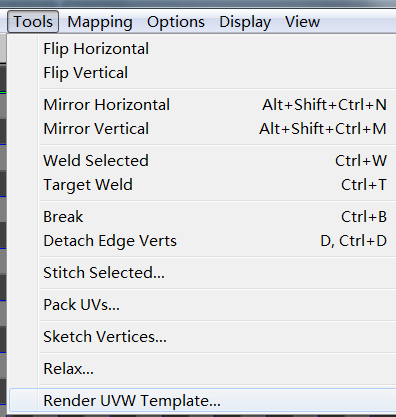 Tools Mapping Options Display View
Flip Horizontal
Flip Vertical
Mirror Horizontal Alt+Shift+Ctrl+N
Mirror Vertical Alt+Shift+Ctrl+M
Weld Selected Ctrl+W
Target Weld Ctrl+T
Break Ctrl+B
Detach Edge Verts D, Ctrl+D
Stitch Selected...
Pack UVs...
Sketch Vertices...
Relax...
Render UVW Template...